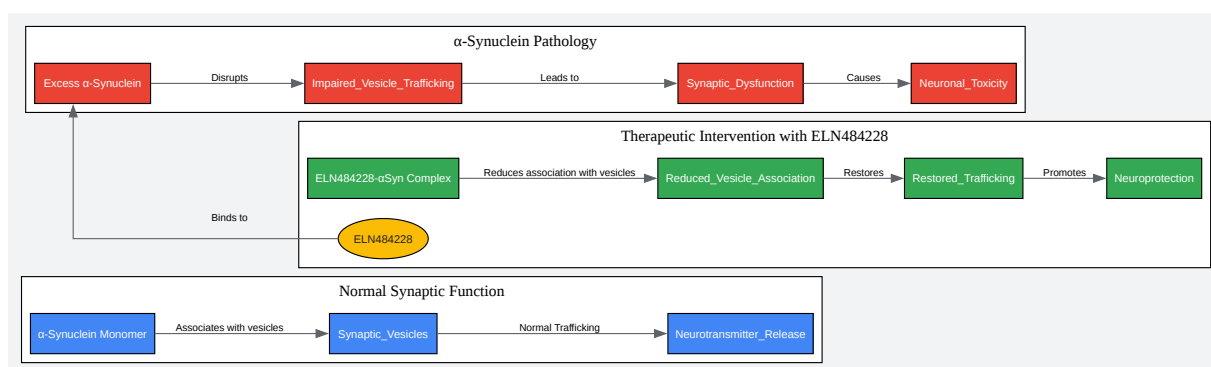 α-Synuclein Pathology
Excess α-Synuclein
Disrupts
Impaired_Vesicle_Trafficking
Leads to
Synaptic_Dysfunction
Causes
Neuronal_Toxicity
Therapeutic Intervention with ELN484228
ELN484228-αSyn Complex
Reduces association with vesicles
Reduced_Vesicle_Association
Restores
Restored_Trafficking
Promotes
Neuroprotection
Binds to
ELN484228
Normal Synaptic Function
α-Synuclein Monomer
Associates with vesicles
Synaptic_Vesicles
Normal Trafficking
Neurotransmitter_Release